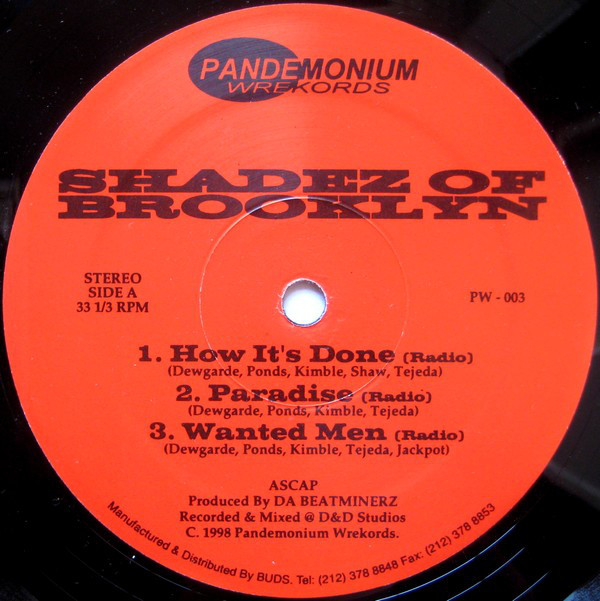 PANDEMONIUM
WREKORDS
SHADEZ OF
BROOKLYN
STEREO
SIDE A
33 1/3 RPM
PW - 003
1. How It's Done (Radio)
(Dewgarde, Ponds, Kimble, Shaw, Tejeda)
2. Paradise (Radio)
(Dewgarde, Ponds, Kimble, Tejeda)
3. Wanted Men (Radio)
(Dewgarde, Ponds, Kimble, Tejeda, Jackpot)
ASCAP
Produced By DA BEATMINERZ
Recorded & Mixed @ D&D Studios
C. 1998 Pandemonium Wrekords.
Manufactured & Distributed By BUDS. Tel: (212) 378 8848 Fax: (212) 378 8853